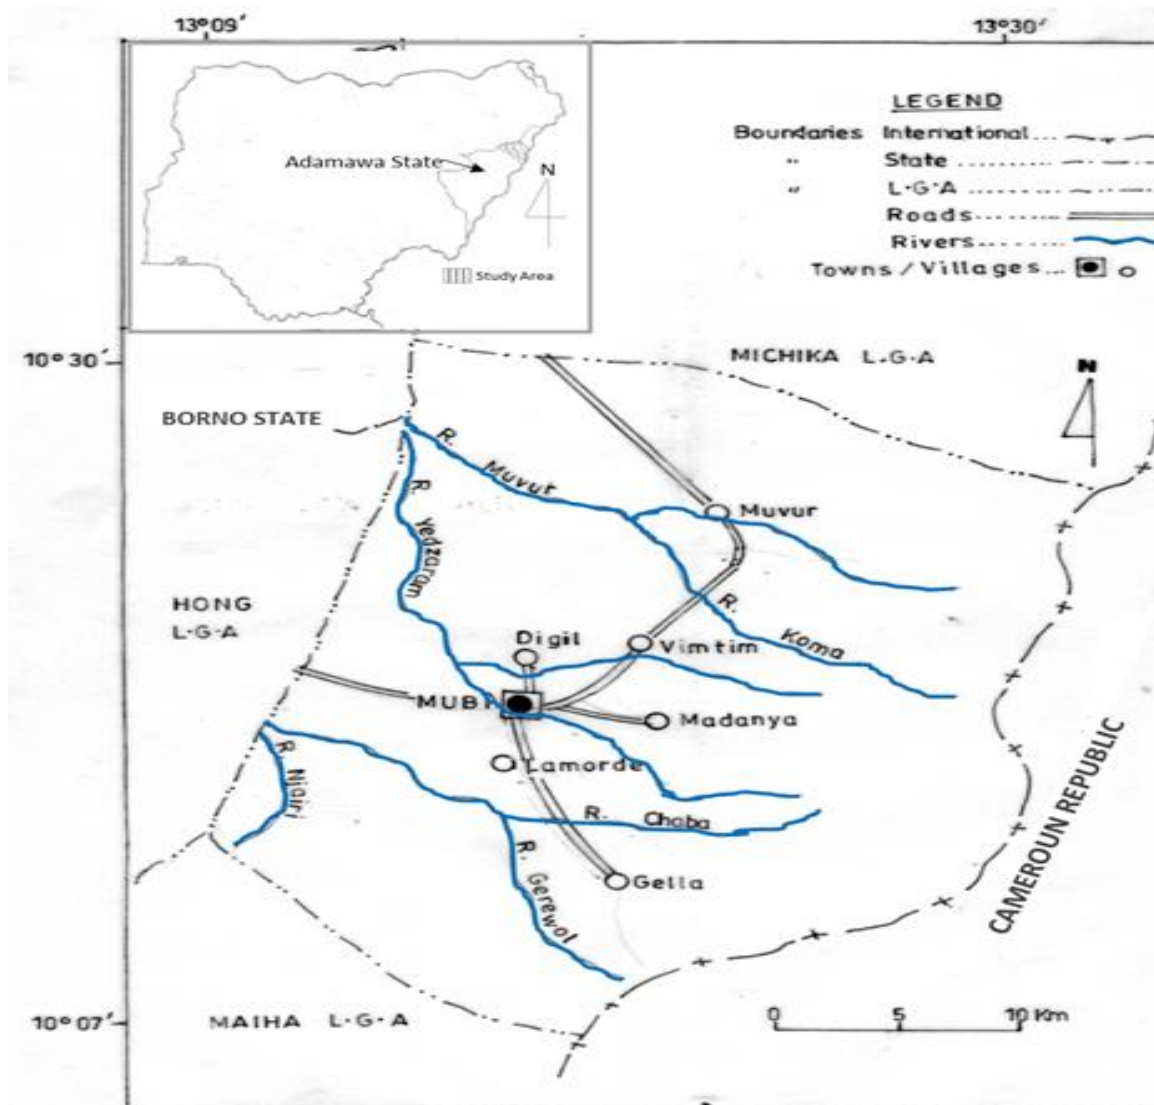 13°09′
13°30′
Adamawa State
N
Study Area
LEGEND
Boundaries International
" State
" L·G·A
Roads
Rivers
Towns / Villages
10°30′
MICHIKA L.G.A
N
BORNO STATE
R. Muvur
Muvur
R. Yedzaram
HONG
L·G·A
R. Koma
Digil
Vimtim
MUBI
Madanya
Lamorde
R. Njairi
R. Chaba
Gella
R. Gerewol
CAMEROUN REPUBLIC
10°07′
MAIHA L·G·A
0 5 10 Km